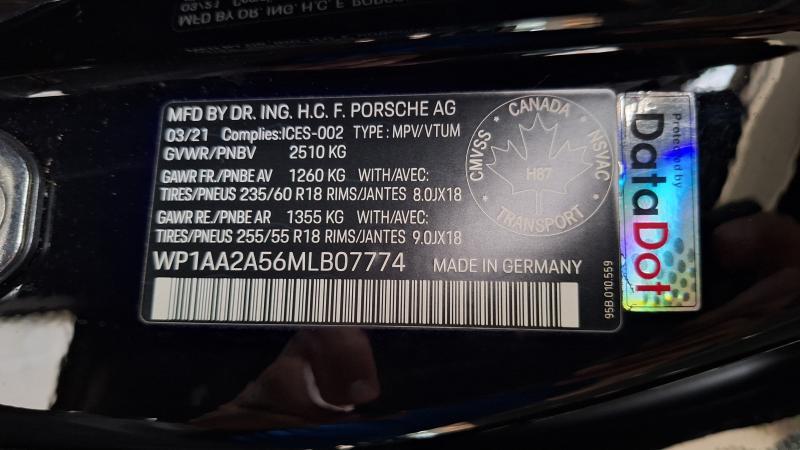 MFD BY DR. ING. H.C. F. PORSCHE AG
03/21 Complies:ICES-002 TYPE : MPV/VTUM
GVWR/PNBV 2510 KG
GAWR FR./PNBE AV 1260 KG WITH/AVEC:
TIRES/PNEUS 235/60 R18 RIMS/JANTES 8.0JX18
GAWR RE./PNBE AR 1355 KG WITH/AVEC:
TIRES/PNEUS 255/55 R18 RIMS/JANTES 9.0JX18
WP1AA2A56MLB07774 MADE IN GERMANY
CANADA
CMVSS
NSVAC
H87
TRANSPORT
95B.010.559
Protected by
DataDot